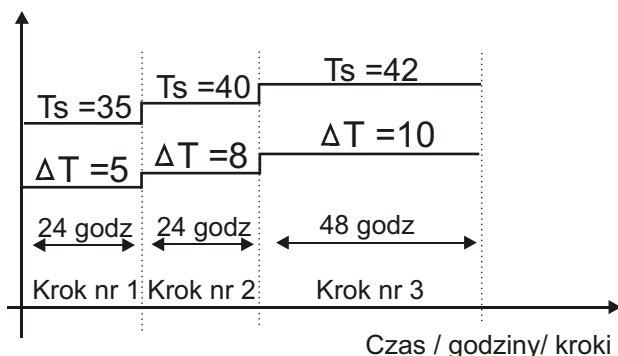 Ts =35 Ts =40 Ts =42
ΔT =5 ΔT =8 ΔT =10
24 godz 24 godz 48 godz
Krok nr 1 Krok nr 2 Krok nr 3
Czas / godziny/ kroki